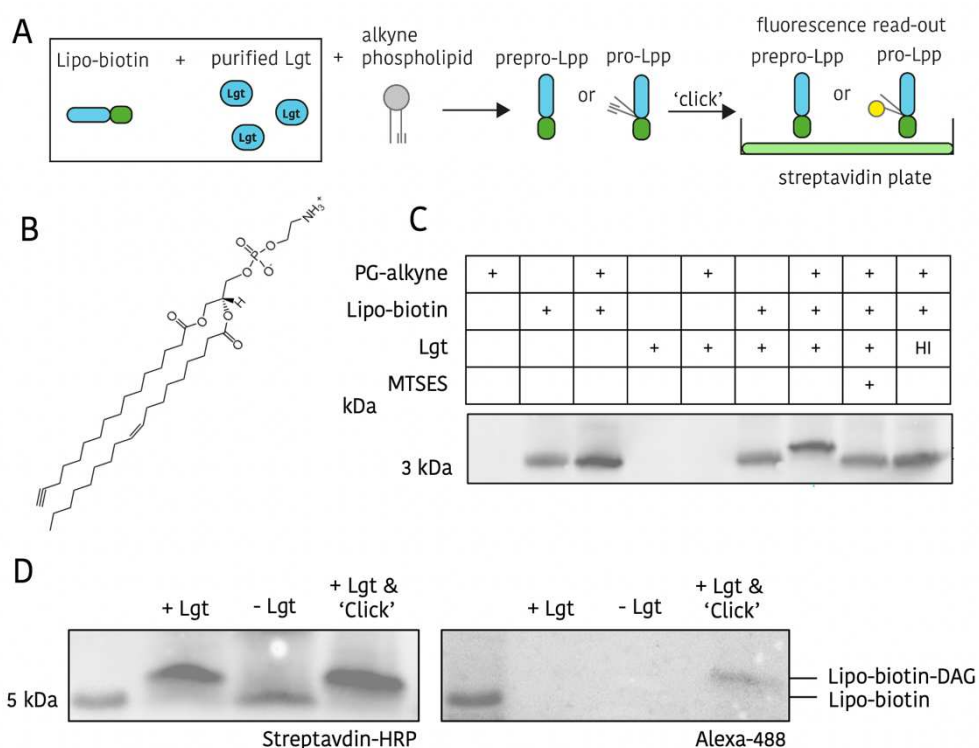 A
Lipo-biotin + purified Lgt + alkyne phospholipid
Lgt
Lgt
Lgt
prepro-Lpp or pro-Lpp
'click'
fluorescence read-out
prepro-Lpp or pro-Lpp
streptavidin plate
B
NH₃⁺
O
P
O
O
O⁻
O
H
O
O
O
O
C
PG-alkyne + + + + + +
Lipo-biotin + + + + + +
Lgt + + + + + HI
MTSES +
kDa
3 kDa
D
+ Lgt - Lgt + Lgt & 'Click'
5 kDa
Streptavdin-HRP
+ Lgt - Lgt + Lgt & 'Click'
Lipo-biotin-DAG
Lipo-biotin
Alexa-488